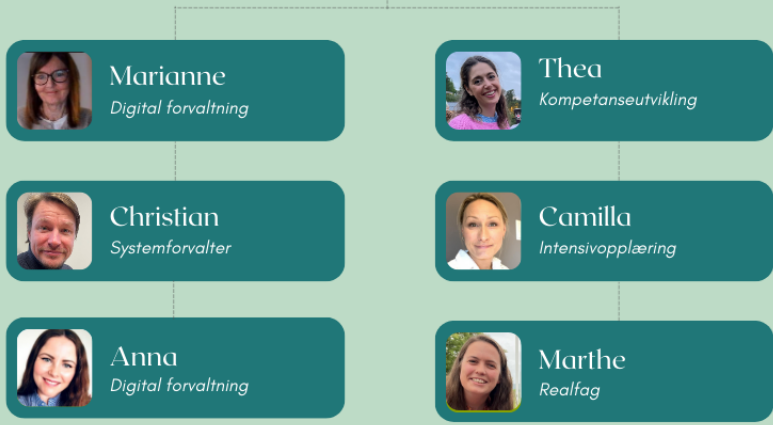 Marianne
Digital forvaltning
Christian
Systemforvalter
Anna
Digital forvaltning
Thea
Kompetanseutvikling
Camilla
Intensivopplæring
Marthe
Realfag